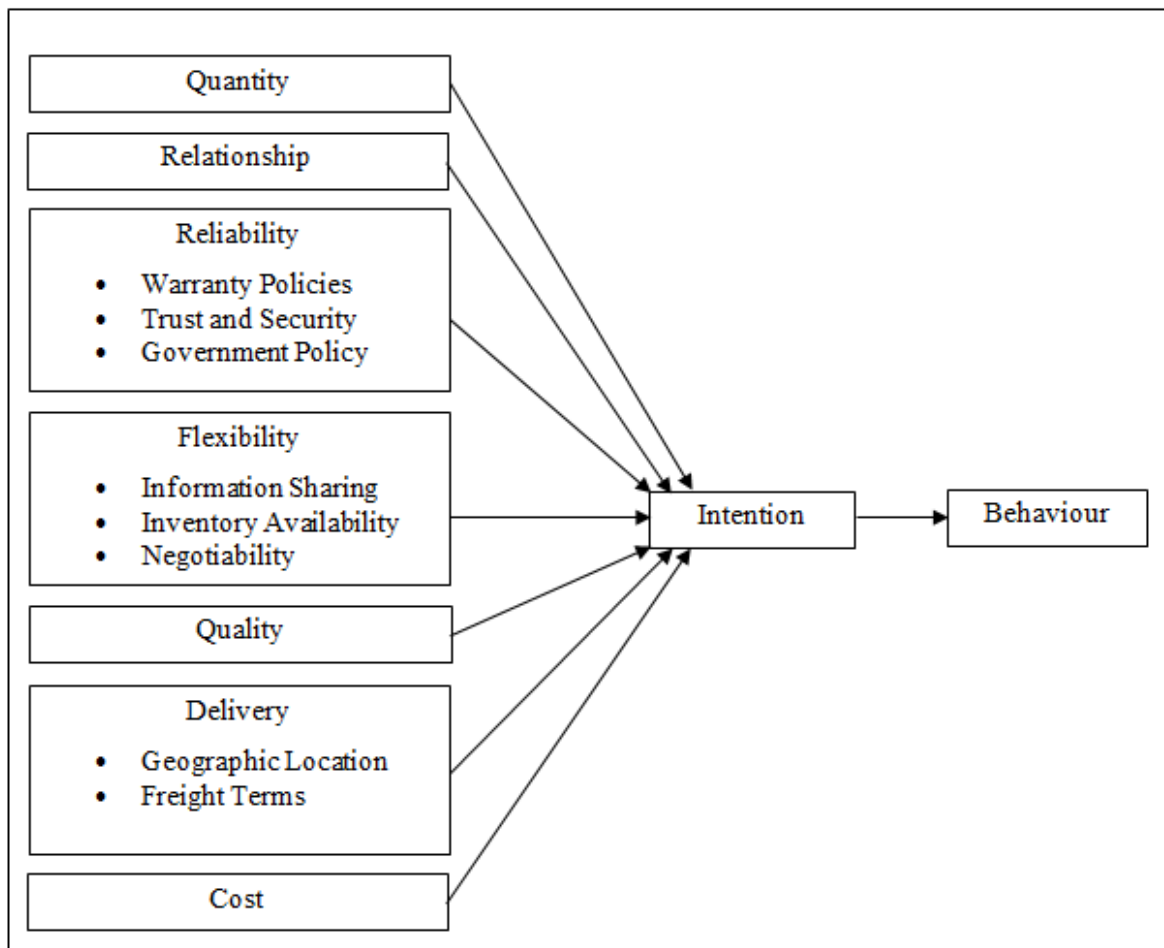 Quantity
Relationship
Reliability
• Warranty Policies
• Trust and Security
• Government Policy
Flexibility
• Information Sharing
• Inventory Availability
• Negotiability
Quality
Delivery
• Geographic Location
• Freight Terms
Cost
Intention
Behaviour